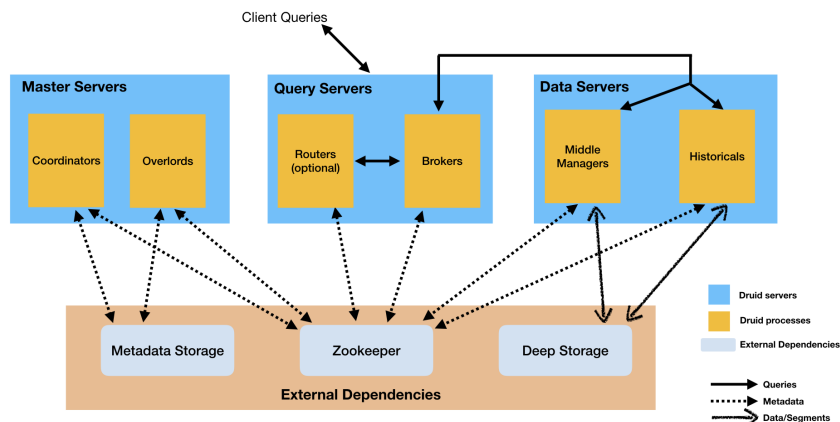 Client Queries
Master Servers
Coordinators
Overlords
Query Servers
Routers
(optional)
Brokers
Data Servers
Middle
Managers
Historicals
Metadata Storage
Zookeeper
Deep Storage
External Dependencies
Druid servers
Druid processes
External Dependencies
Queries
Metadata
Data/Segments